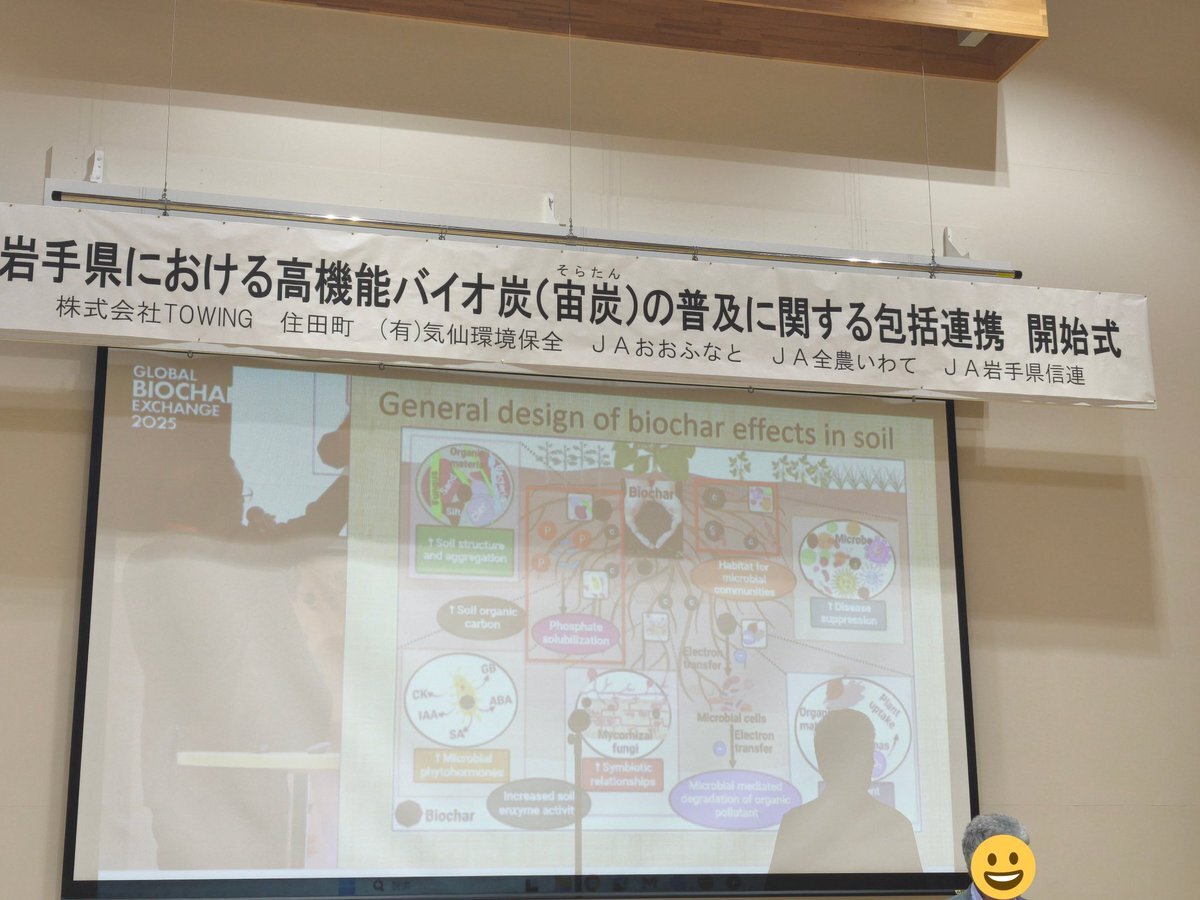 岩手県における高機能バイオ炭(宙炭)の普及に関する包括連携 開始式
そらたん
株式会社TOWING 住田町 (有)気仙環境保全 JAおおふなと JA全農いわて JA岩手県信連
GLOBAL
BIOCHAR
EXCHANGE
2025
General design of biochar effects in soil
Organic
Silt
↑ Soil structure
and aggregation
Biochar
P
P
P
C
C
C
C
Habitat for
microbial
communities
Microbe
↑ Disease
suppression
↑ Soil organic
carbon
Phosphate
solubilization
Electron
transfer
CK
GB
ABA
IAA
SA
↑ Microbial
phytohormones
Mycorrhizal
fungi
↑ Symbiotic
relationships
Microbial cells
Electron
transfer
Plant
uptake
Biochar
Increased soil
enzyme activity
Microbial mediated
degradation of organic
pollutant